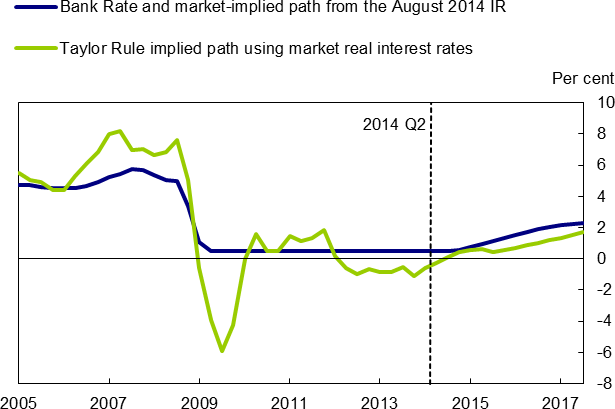 Bank Rate and market-implied path from the August 2014 IR
Taylor Rule implied path using market real interest rates
Per cent
10
2014 Q2
8
6
4
2
0
-2
-4
-6
-8
2005 2007 2009 2011 2013 2015 2017